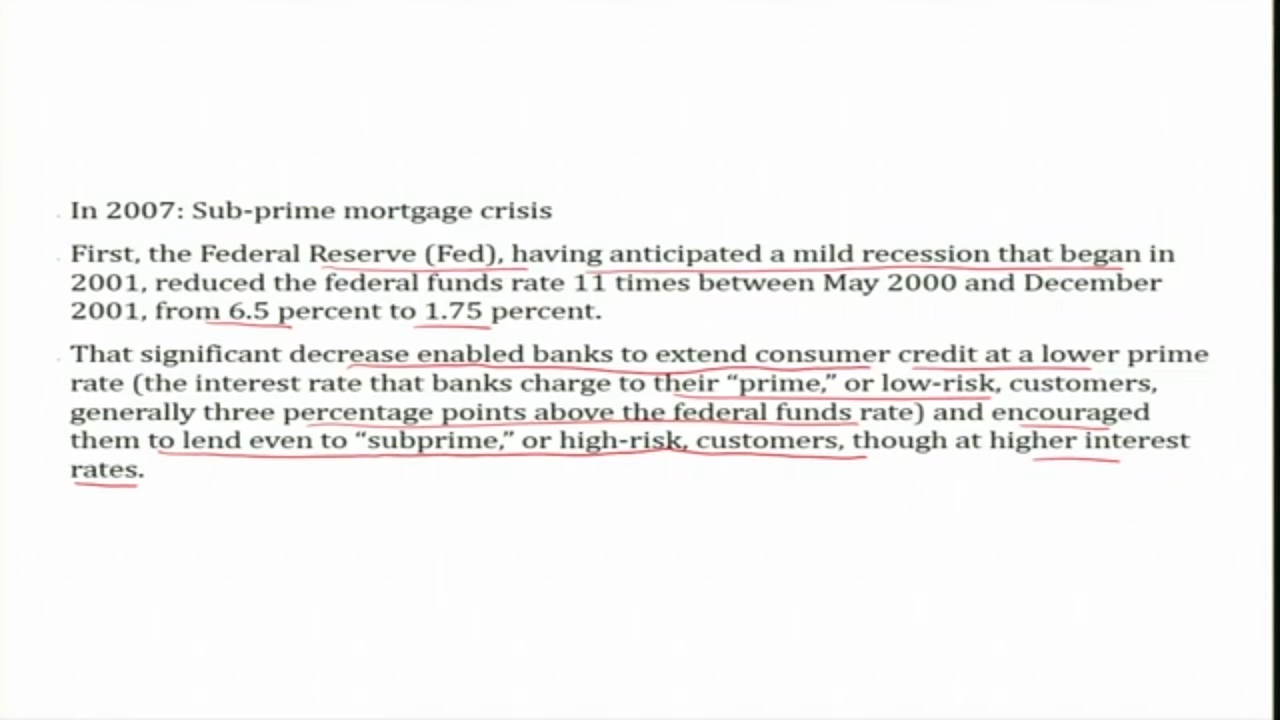 In 2007: Sub-prime mortgage crisis
First, the Federal Reserve (Fed), having anticipated a mild recession that began in
2001, reduced the federal funds rate 11 times between May 2000 and December
2001, from 6.5 percent to 1.75 percent.
That significant decrease enabled banks to extend consumer credit at a lower prime
rate (the interest rate that banks charge to their “prime,” or low-risk, customers,
generally three percentage points above the federal funds rate) and encouraged
them to lend even to “subprime,” or high-risk, customers, though at higher interest
rates.